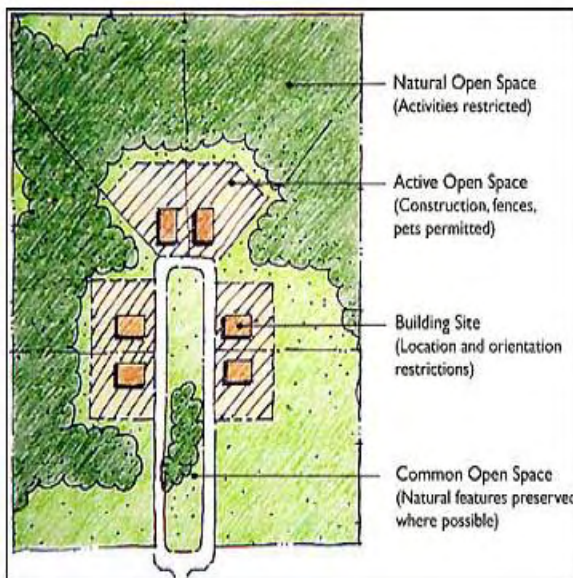 Natural Open Space
(Activities restricted)
Active Open Space
(Construction, fences,
pets permitted)
Building Site
(Location and orientation
restrictions)
Common Open Space
(Natural features preserved
where possible)